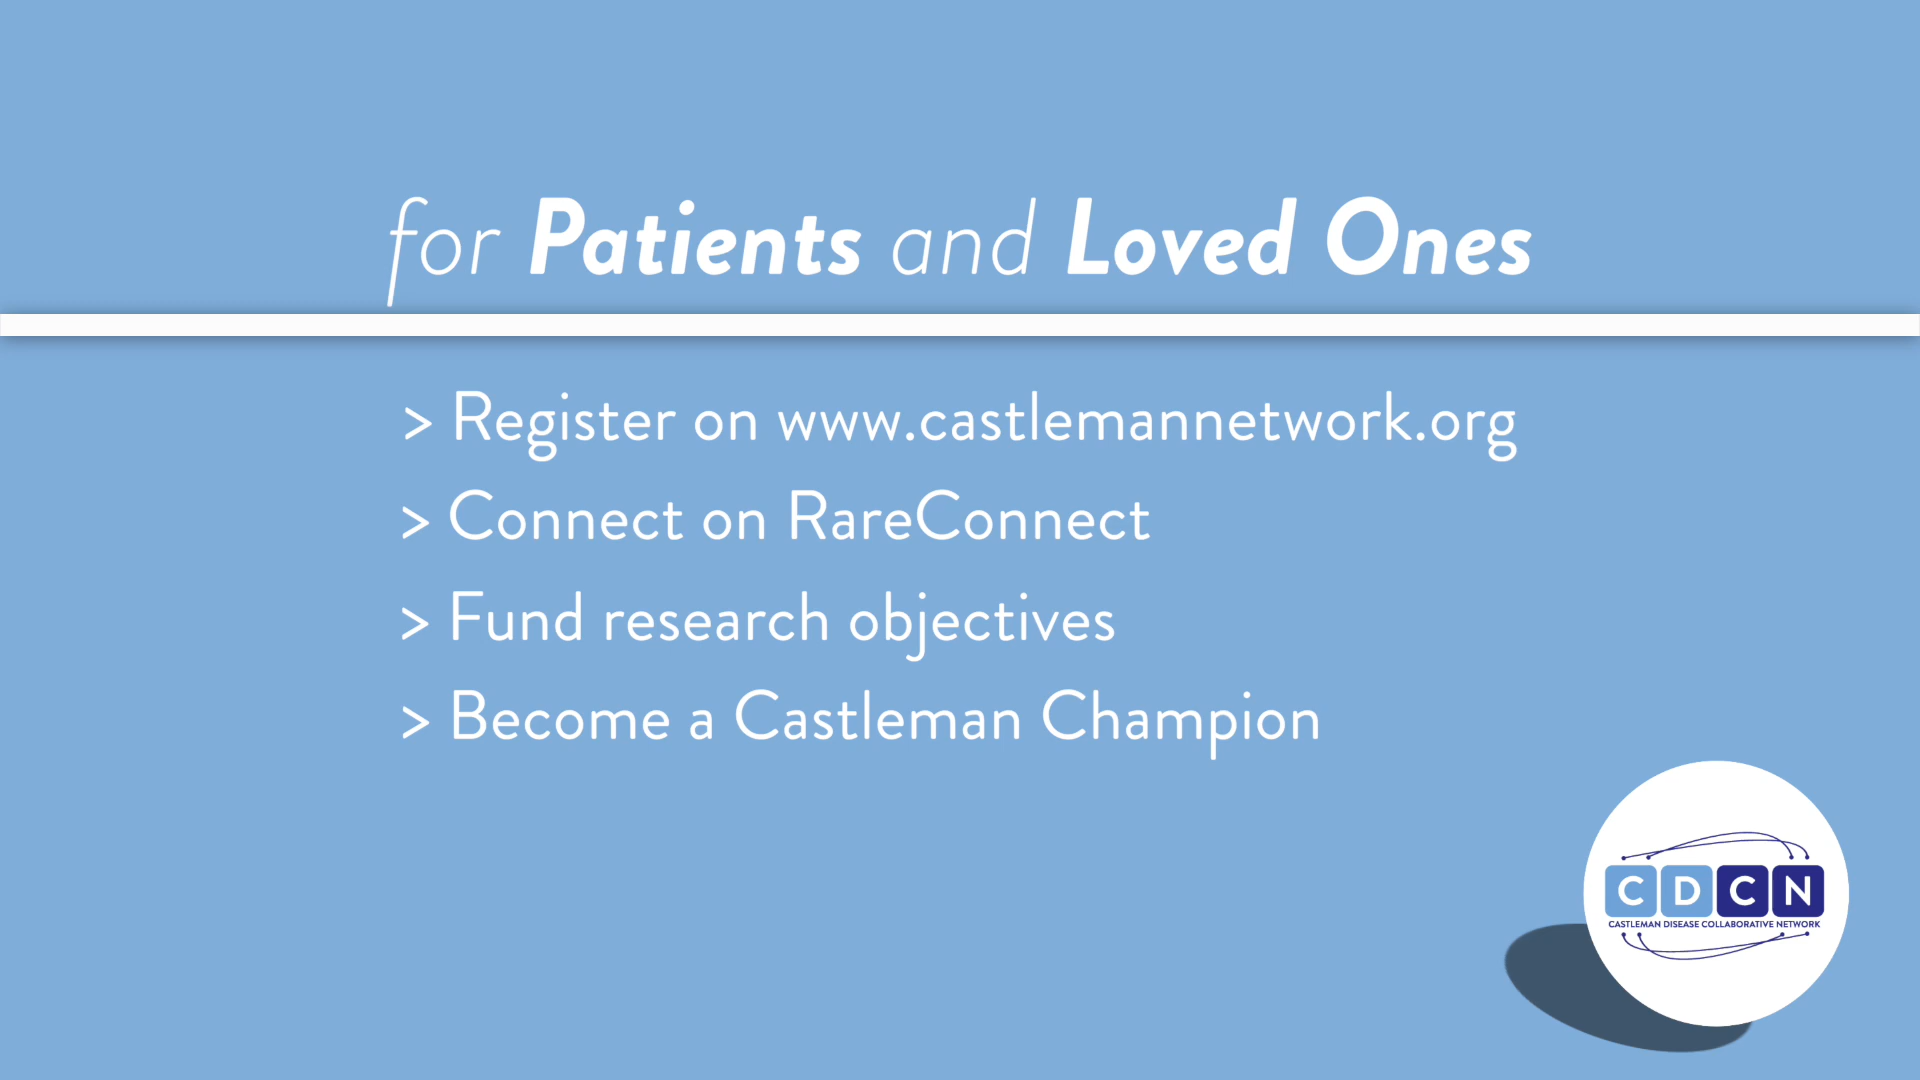 for Patients and Loved Ones
> Register on www.castlemannetwork.org
> Connect on RareConnect
> Fund research objectives
> Become a Castleman Champion
CDCN
CASTLEMAN DISEASE COLLABORATIVE NETWORK